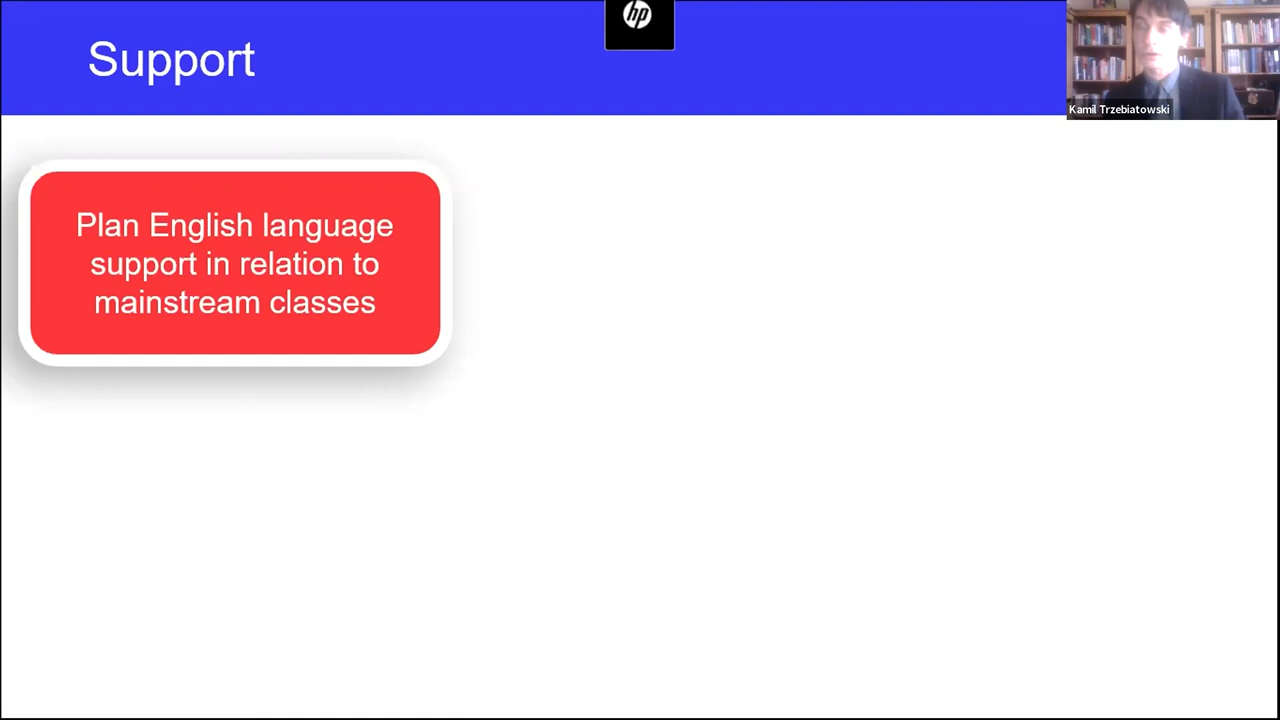 Support
hp
Kamil Trzebiatowski
Plan English language
support in relation to
mainstream classes